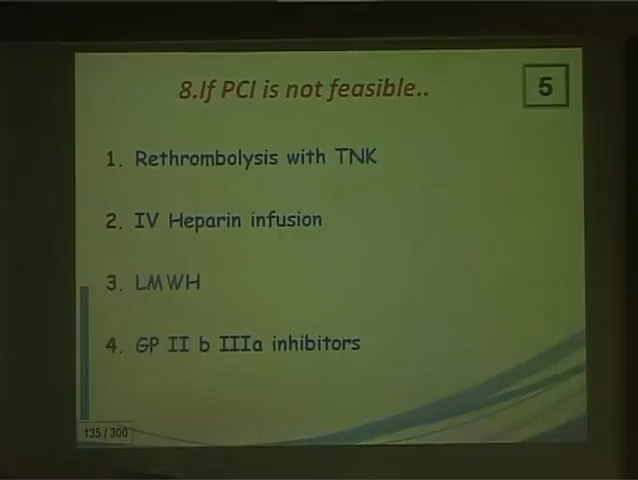 8.If PCI is not feasible..
5
1. Rethrombolysis with TNK
2. IV Heparin infusion
3. LMWH
4. GP II b IIIa inhibitors
135 / 300